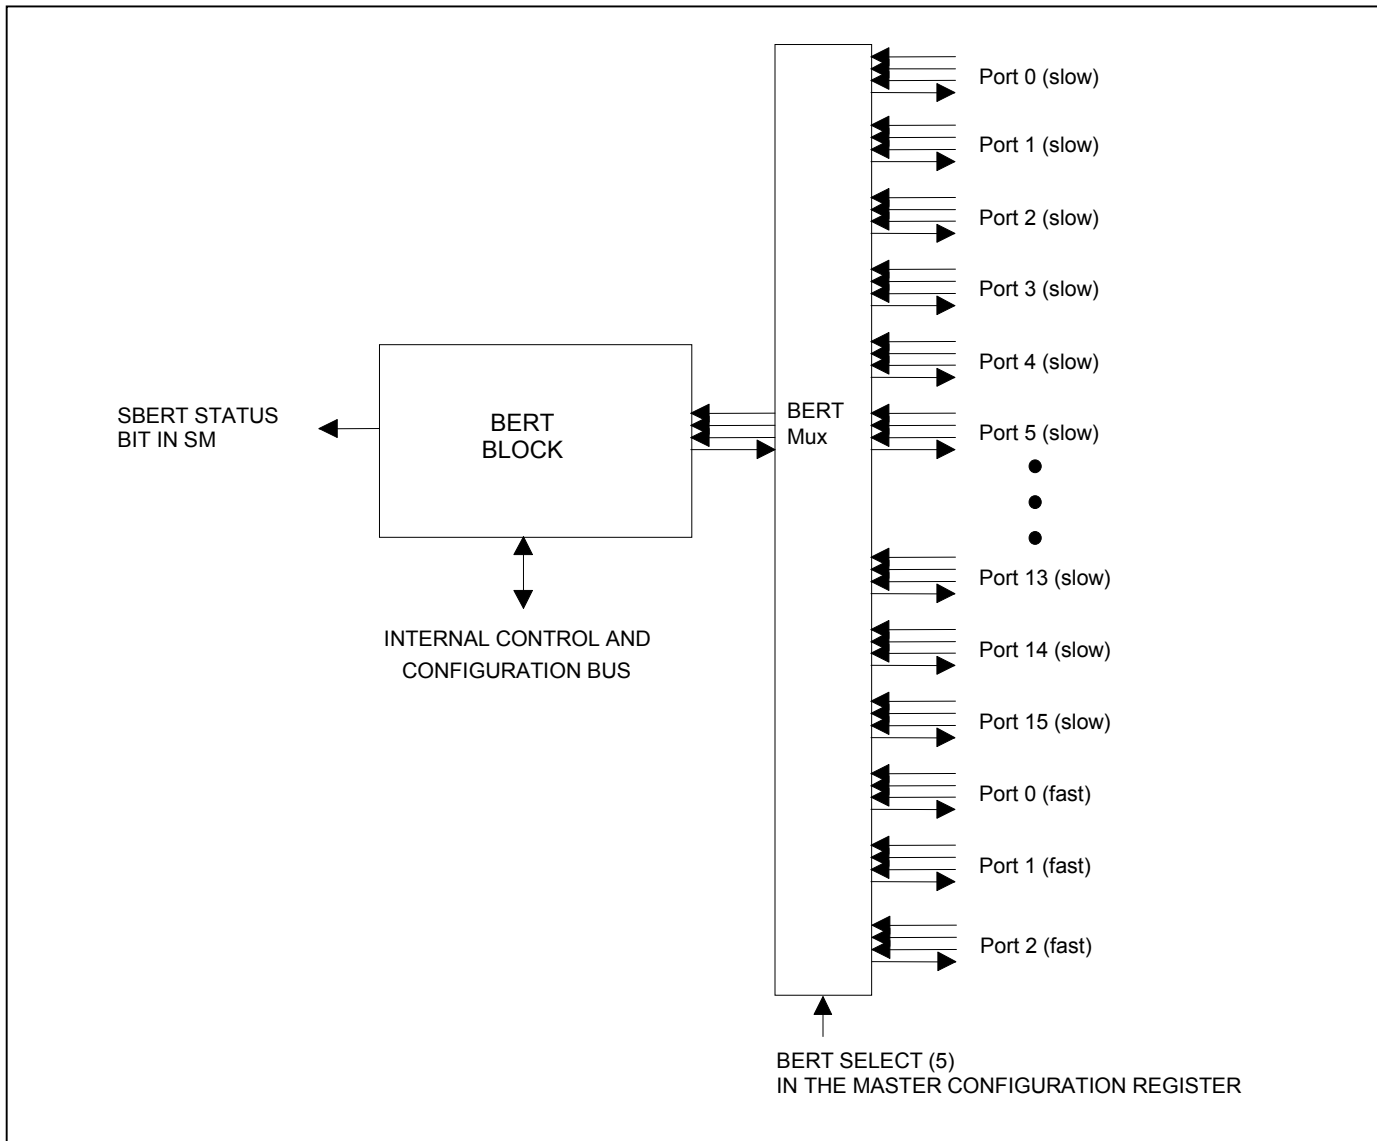 Port 0 (slow)
Port 1 (slow)
Port 2 (slow)
Port 3 (slow)
Port 4 (slow)
SBERT STATUS
BIT IN SM
BERT
BLOCK
BERT
Mux
Port 5 (slow)
Port 13 (slow)
INTERNAL CONTROL AND
CONFIGURATION BUS
Port 14 (slow)
Port 15 (slow)
Port 0 (fast)
Port 1 (fast)
Port 2 (fast)
BERT SELECT (5)
IN THE MASTER CONFIGURATION REGISTER